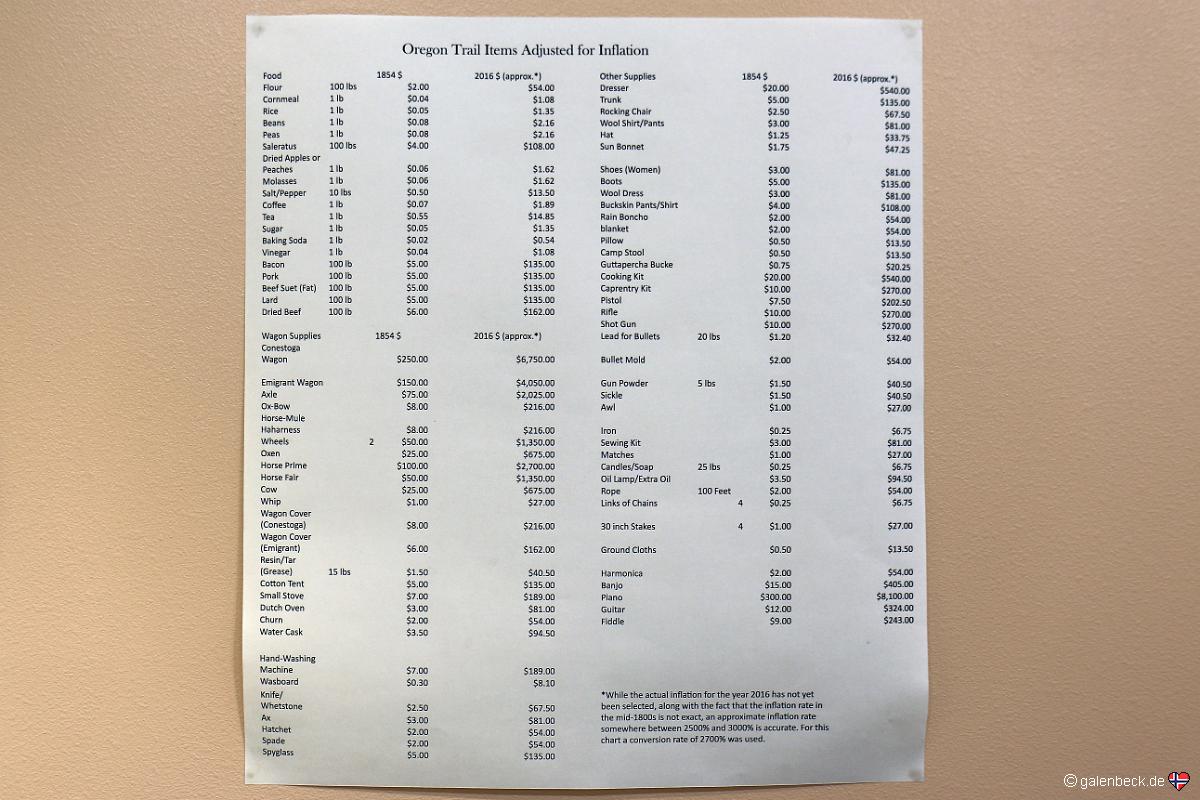 Oregon Trail Items Adjusted for Inflation
Food 1854 $ 2016 $ (approx.*)
Flour 100 lbs $2.00 $54.00
Cornmeal 1 lb $0.04 $1.08
Rice 1 lb $0.05 $1.35
Beans 1 lb $0.08 $2.16
Peas 1 lb $0.08 $2.16
Saleratus 100 lbs $4.00 $108.00
Dried Apples or
Peaches 1 lb $0.06 $1.62
Molasses 1 lb $0.06 $1.62
Salt/Pepper 10 lbs $0.50 $13.50
Coffee 1 lb $0.07 $1.89
Tea 1 lb $0.55 $14.85
Sugar 1 lb $0.05 $1.35
Baking Soda 1 lb $0.02 $0.54
Vinegar 1 lb $0.04 $1.08
Bacon 100 lb $5.00 $135.00
Pork 100 lb $5.00 $135.00
Beef Suet (Fat) 100 lb $5.00 $135.00
Lard 100 lb $5.00 $135.00
Dried Beef 100 lb $6.00 $162.00
Wagon Supplies 1854 $ 2016 $ (approx.*)
Conestoga
Wagon $250.00 $6,750.00
Emigrant Wagon $150.00 $4,050.00
Axle $75.00 $2,025.00
Ox-Bow $8.00 $216.00
Horse-Mule
Haharness $8.00 $216.00
Wheels 2 $50.00 $1,350.00
Oxen $25.00 $675.00
Horse Prime $100.00 $2,700.00
Horse Fair $50.00 $1,350.00
Cow $25.00 $675.00
Whip $1.00 $27.00
Wagon Cover
(Conestoga) $8.00 $216.00
Wagon Cover
(Emigrant) $6.00 $162.00
Resin/Tar
(Grease) 15 lbs $1.50 $40.50
Cotton Tent $5.00 $135.00
Small Stove $7.00 $189.00
Dutch Oven $3.00 $81.00
Churn $2.00 $54.00
Water Cask $3.50 $94.50
Hand-Washing
Machine $7.00 $189.00
Wasboard $0.30 $8.10
Knife/
Whetstone $2.50 $67.50
Ax $3.00 $81.00
Hatchet $2.00 $54.00
Spade $2.00 $54.00
Spyglass $5.00 $135.00
Other Supplies 1854 $ 2016 $ (approx.*)
Dresser $20.00 $540.00
Trunk $5.00 $135.00
Rocking Chair $2.50 $67.50
Wool Shirt/Pants $3.00 $81.00
Hat $1.25 $33.75
Sun Bonnet $1.75 $47.25
Shoes (Women) $3.00 $81.00
Boots $5.00 $135.00
Wool Dress $3.00 $81.00
Buckskin Pants/Shirt $4.00 $108.00
Rain Boncho $2.00 $54.00
blanket $2.00 $54.00
Pillow $0.50 $13.50
Camp Stool $0.50 $13.50
Guttapercha Bucke $0.75 $20.25
Cooking Kit $20.00 $540.00
Caprentry Kit $10.00 $270.00
Pistol $7.50 $202.50
Rifle $10.00 $270.00
Shot Gun $10.00 $270.00
Lead for Bullets 20 lbs $1.20 $32.40
Bullet Mold $2.00 $54.00
Gun Powder 5 lbs $1.50 $40.50
Sickle $1.50 $40.50
Awl $1.00 $27.00
Iron $0.25 $6.75
Sewing Kit $3.00 $81.00
Matches $1.00 $27.00
Candles/Soap 25 lbs $0.25 $6.75
Oil Lamp/Extra Oil $3.50 $94.50
Rope 100 Feet $2.00 $54.00
Links of Chains 4 $0.25 $6.75
30 inch Stakes 4 $1.00 $27.00
Ground Cloths $0.50 $13.50
Harmonica $2.00 $54.00
Banjo $15.00 $405.00
Piano $300.00 $8,100.00
Guitar $12.00 $324.00
Fiddle $9.00 $243.00
*While the actual inflation for the year 2016 has not yet
been selected, along with the fact that the inflation rate in
the mid-1800s is not exact, an approximate inflation rate
somewhere between 2500% and 3000% is accurate. For this
chart a conversion rate of 2700% was used.
© galenbeck.de